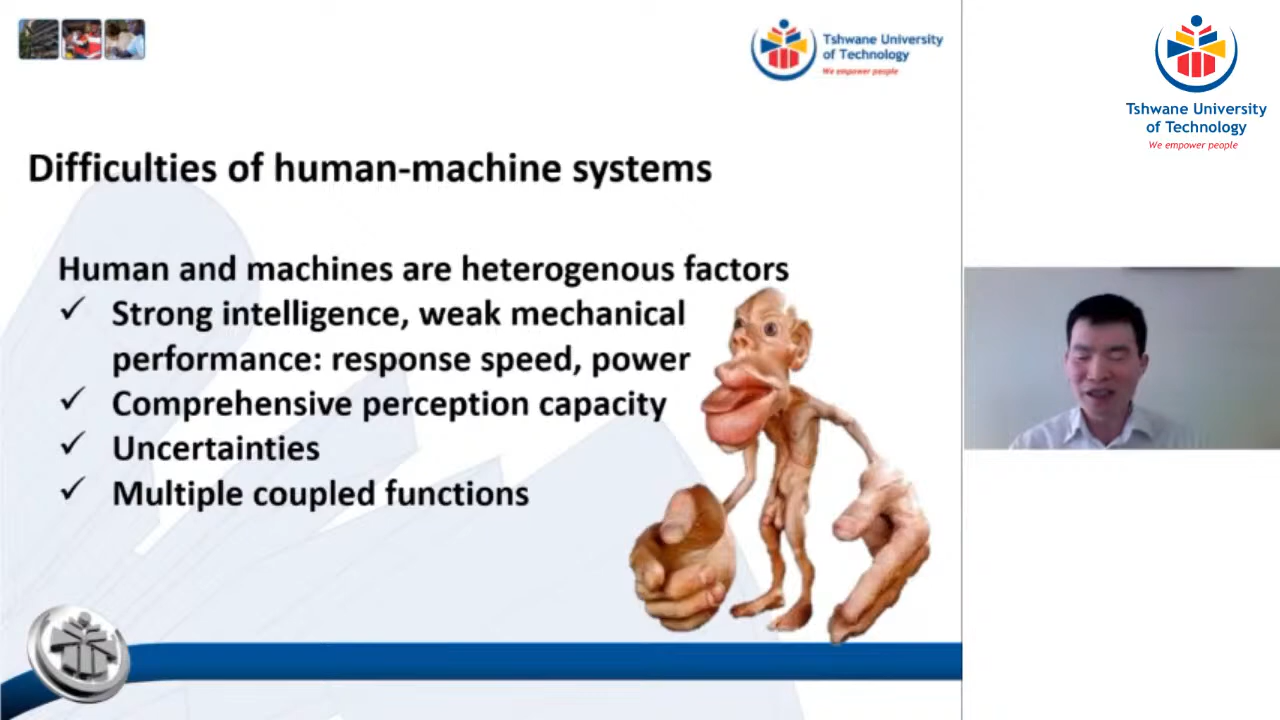 Tshwane University
of Technology
We empower people
Tshwane University
of Technology
We empower people
Difficulties of human-machine systems
Human and machines are heterogenous factors
✓ Strong intelligence, weak mechanical
performance: response speed, power
✓ Comprehensive perception capacity
✓ Uncertainties
✓ Multiple coupled functions